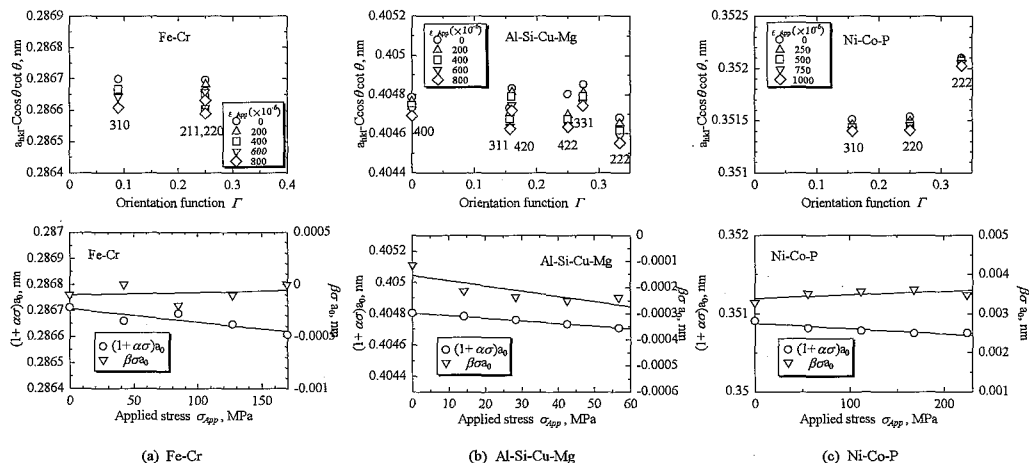 0.2869
0.2868
0.2867
0.2866
0.2865
0.2864
a_hkl-Ccosθcotθ, nm
Fe-Cr
ε_App(×10⁻⁶)
0
200
400
600
800
310
211,220
0 0.1 0.2 0.3 0.4
Orientation function Γ
0.4052
0.405
0.4048
0.4046
0.4044
a_hkl-Ccosθcotθ, nm
ε_App(×10⁻⁶)
0
200
400
600
800
Al-Si-Cu-Mg
400
311 420
422
331
222
0 0.1 0.2 0.3
Orientation function Γ
0.3525
0.352
0.3515
0.351
a_hkl-Ccosθcotθ, nm
ε_App(×10⁻⁶)
0
250
500
750
1000
Ni-Co-P
310
220
222
0 0.1 0.2 0.3
Orientation function Γ
0.287
0.2869
0.2868
0.2867
0.2866
0.2865
0.2864
(1+ασ)a₀, nm
Fe-Cr
(1+ασ)a₀
βσa₀
0.0005
0
-0.0005
-0.001
βσ a₀, nm
0 50 100 150
Applied stress σ_App, MPa
0.4052
0.405
0.4048
0.4046
0.4044
(1+ασ)a₀, nm
Al-Si-Cu-Mg
(1+ασ)a₀
βσa₀
0
-0.0001
-0.0002
-0.0003
-0.0004
-0.0005
-0.0006
βσ a₀, nm
0 10 20 30 40 50 60
Applied stress σ_App, MPa
0.352
0.351
0.35
(1+ασ)a₀, nm
Ni-Co-P
(1+ασ)a₀
βσa₀
0.005
0.004
0.003
0.002
0.001
βσ a₀, nm
0 100 200
Applied stress σ_App, MPa
(a) Fe-Cr
(b) Al-Si-Cu-Mg
(c) Ni-Co-P